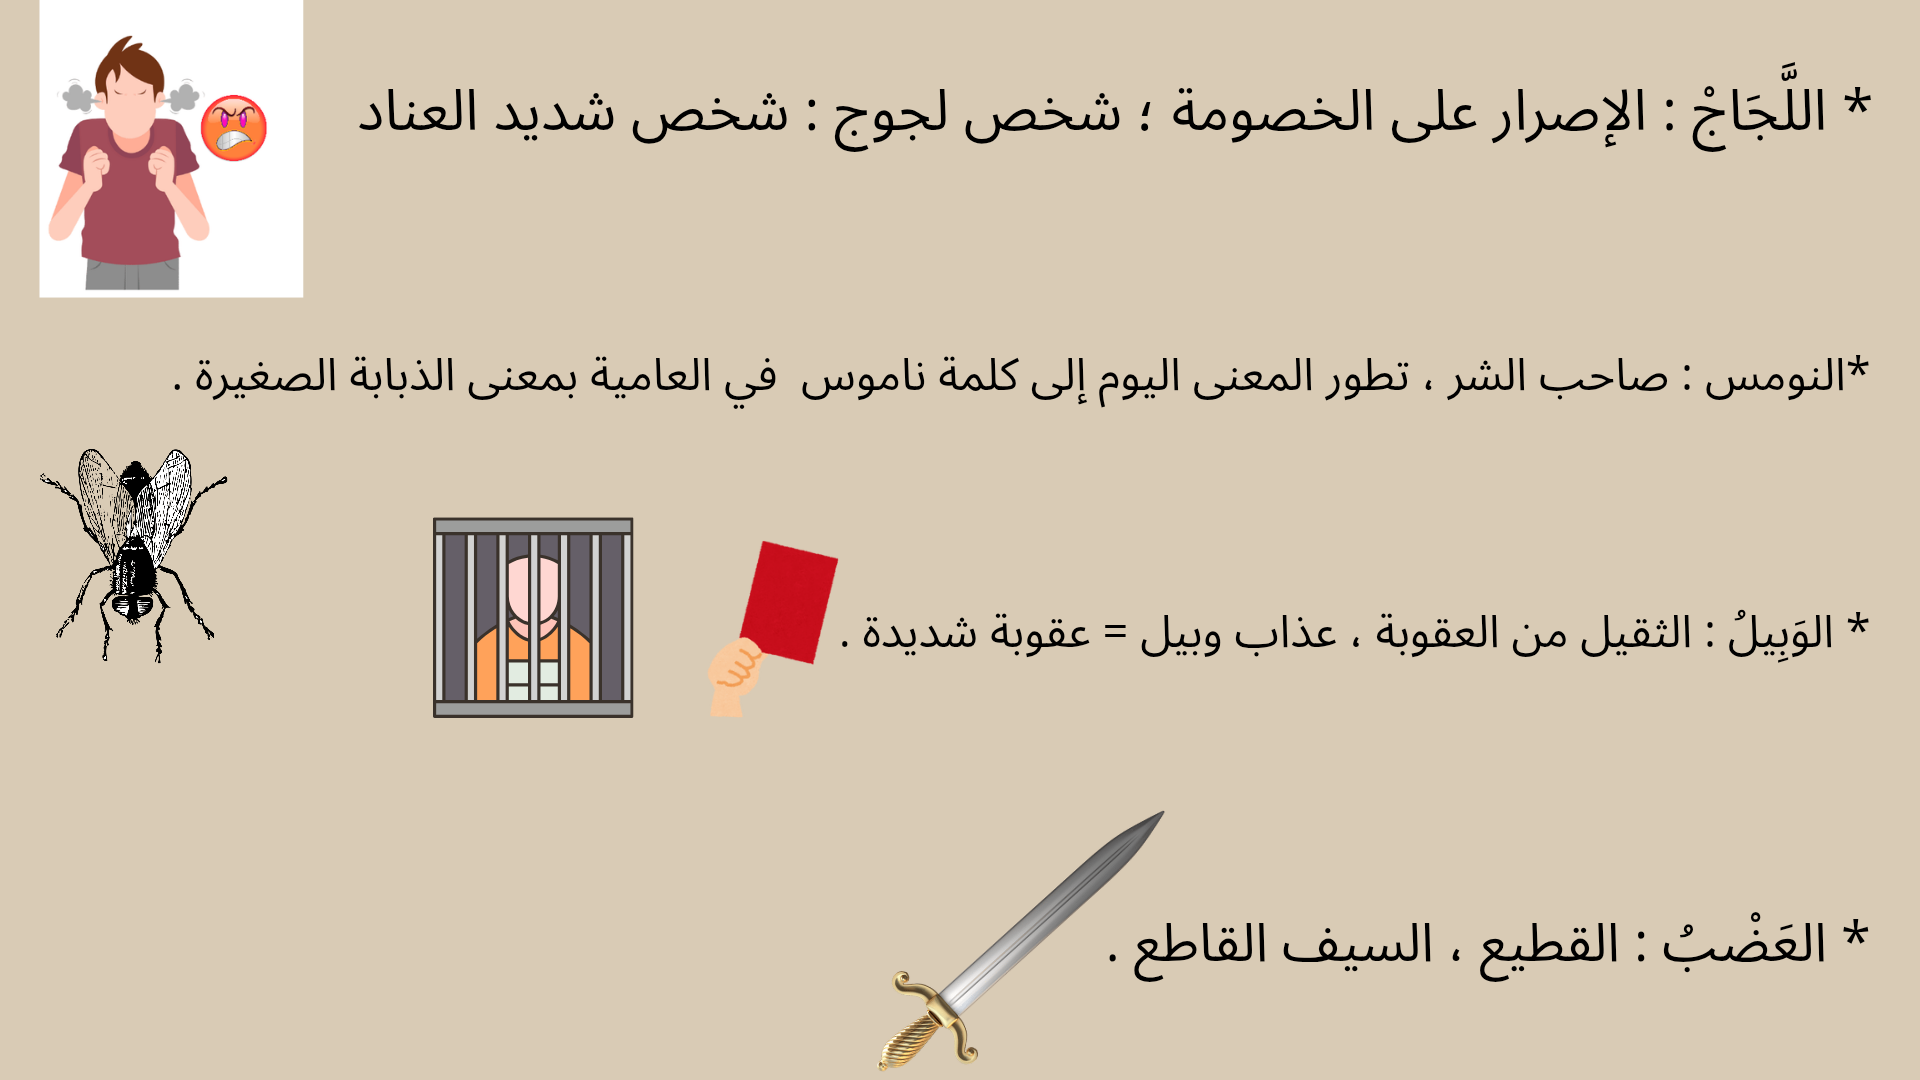 * اللَّجَاجْ : الإصرار على الخصومة ؛ شخص لجوج : شخص شديد العناد
*النومس : صاحب الشر ، تطور المعنى اليوم إلى كلمة ناموس في العامية بمعنى الذبابة الصغيرة .
* الوَبِيلُ : الثقيل من العقوبة ، عذاب وبيل = عقوبة شديدة .
* العَضْبُ : القطيع ، السيف القاطع .